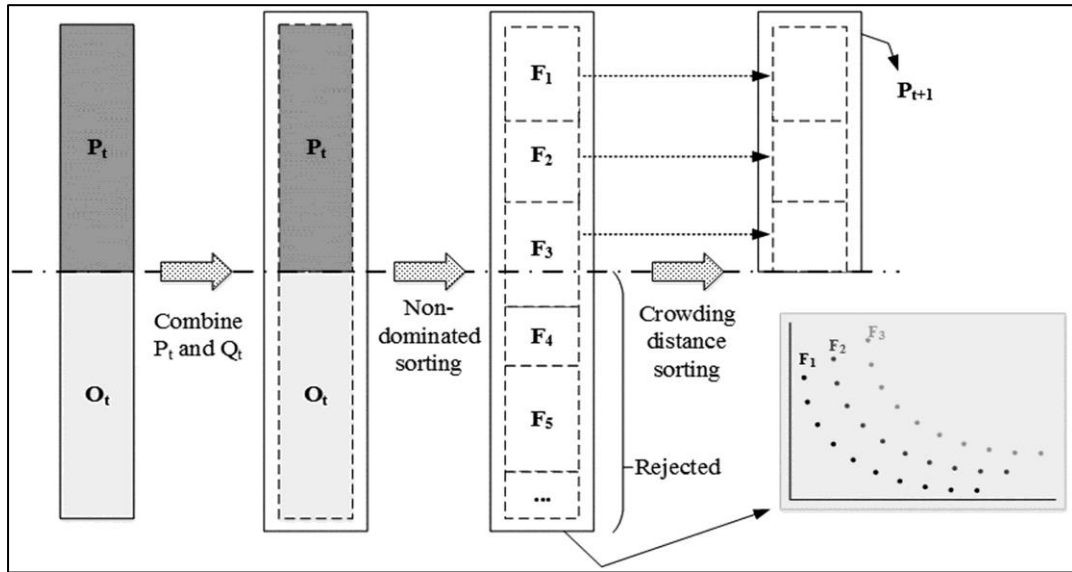 Pt
Ot
Combine
Pt and Qt
Pt
Ot
Non-
dominated
sorting
F1
F2
F3
F4
F5
...
Rejected
Crowding
distance
sorting
Pt+1
F1
F2
F3